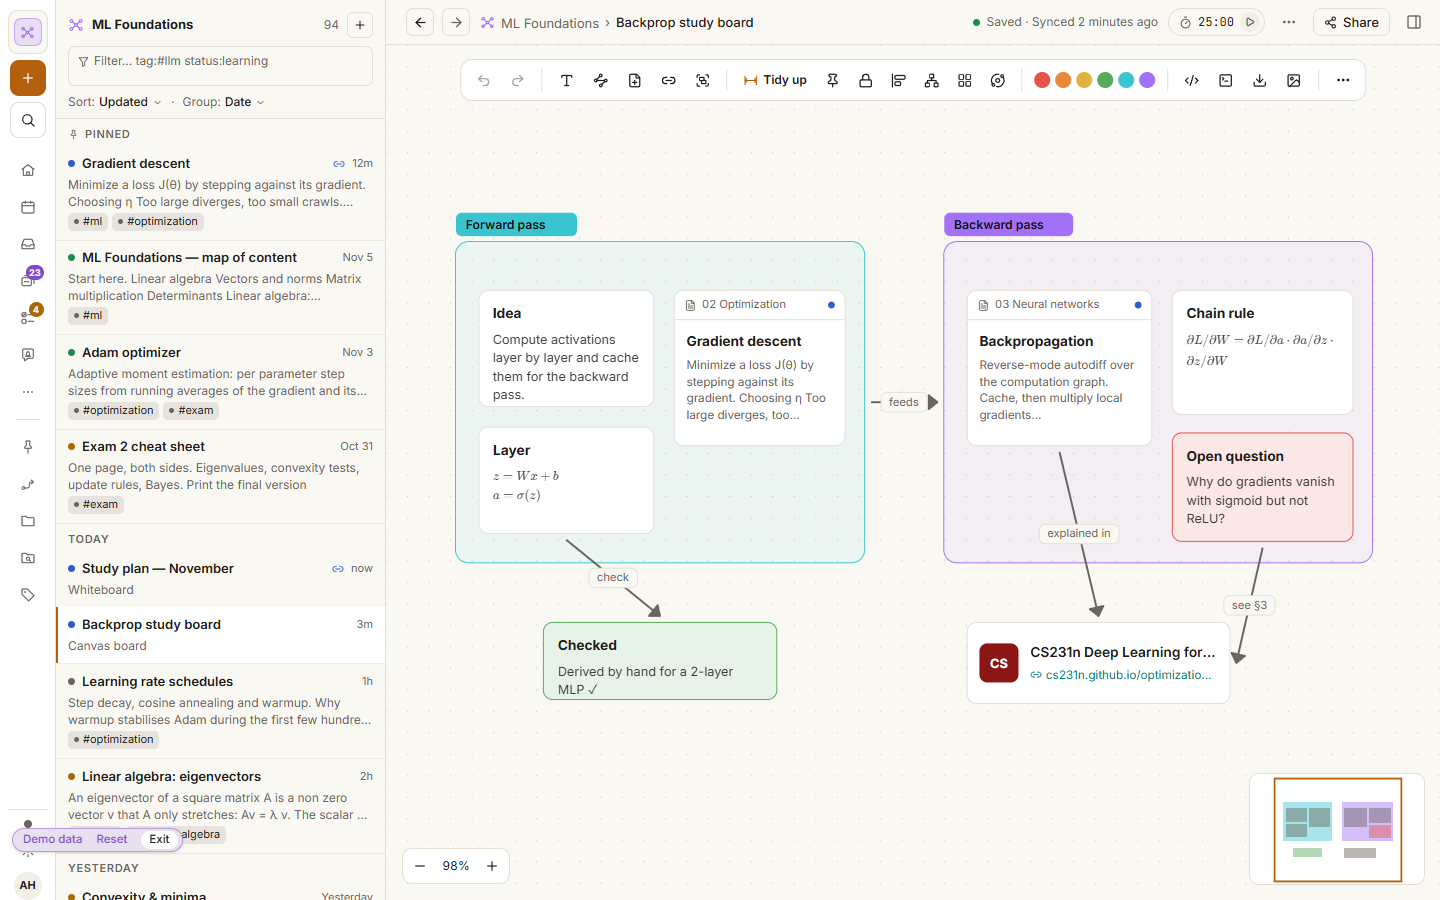 ML Foundations 94
Filter... tag:#llm status:learning
Sort: Updated · Group: Date
PINNED
Gradient descent 12m
Minimize a loss J(θ) by stepping against its gradient.
Choosing η Too large diverges, too small crawls....
#ml #optimization
ML Foundations — map of content Nov 5
Start here. Linear algebra Vectors and norms Matrix
multiplication Determinants Linear algebra:...
#ml
Adam optimizer Nov 3
Adaptive moment estimation: per parameter step
sizes from running averages of the gradient and its...
#optimization #exam
Exam 2 cheat sheet Oct 31
One page, both sides. Eigenvalues, convexity tests,
update rules, Bayes. Print the final version
#exam
TODAY
Study plan — November now
Whiteboard
Backprop study board 3m
Canvas board
Learning rate schedules 1h
Step decay, cosine annealing and warmup. Why
warmup stabilises Adam during the first few hundre...
#optimization
Linear algebra: eigenvectors 2h
An eigenvector of a square matrix A is a non zero
vector v that A only stretches: Av = λ v. The scalar ...
algebra
YESTERDAY
Convexity & minima Yesterday
23
4
Demo data Reset Exit
AH
ML Foundations › Backprop study board
Saved · Synced 2 minutes ago
25:00
Share
Tidy up
Forward pass
Idea
Compute activations
layer by layer and cache
them for the backward
pass.
02 Optimization
Gradient descent
Minimize a loss J(θ) by
stepping against its
gradient. Choosing η Too
large diverges, too...
Layer
z = Wx + b
a = σ(z)
feeds
check
Checked
Derived by hand for a 2-layer
MLP ✓
Backward pass
03 Neural networks
Backpropagation
Reverse-mode autodiff over
the computation graph.
Cache, then multiply local
gradients...
Chain rule
∂L/∂W = ∂L/∂a · ∂a/∂z ·
∂z/∂W
Open question
Why do gradients vanish
with sigmoid but not
ReLU?
explained in
see §3
CS
CS231n Deep Learning for...
cs231n.github.io/optimizatio...
98%